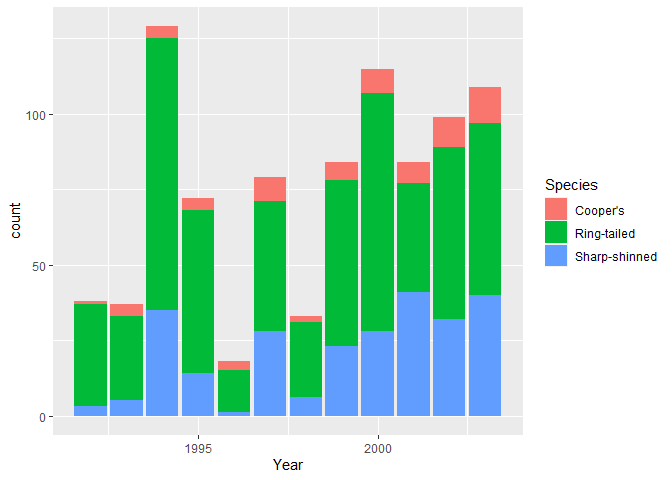 100
50
0
count
1995 2000
Year
Species
Cooper's
Ring-tailed
Sharp-shinned